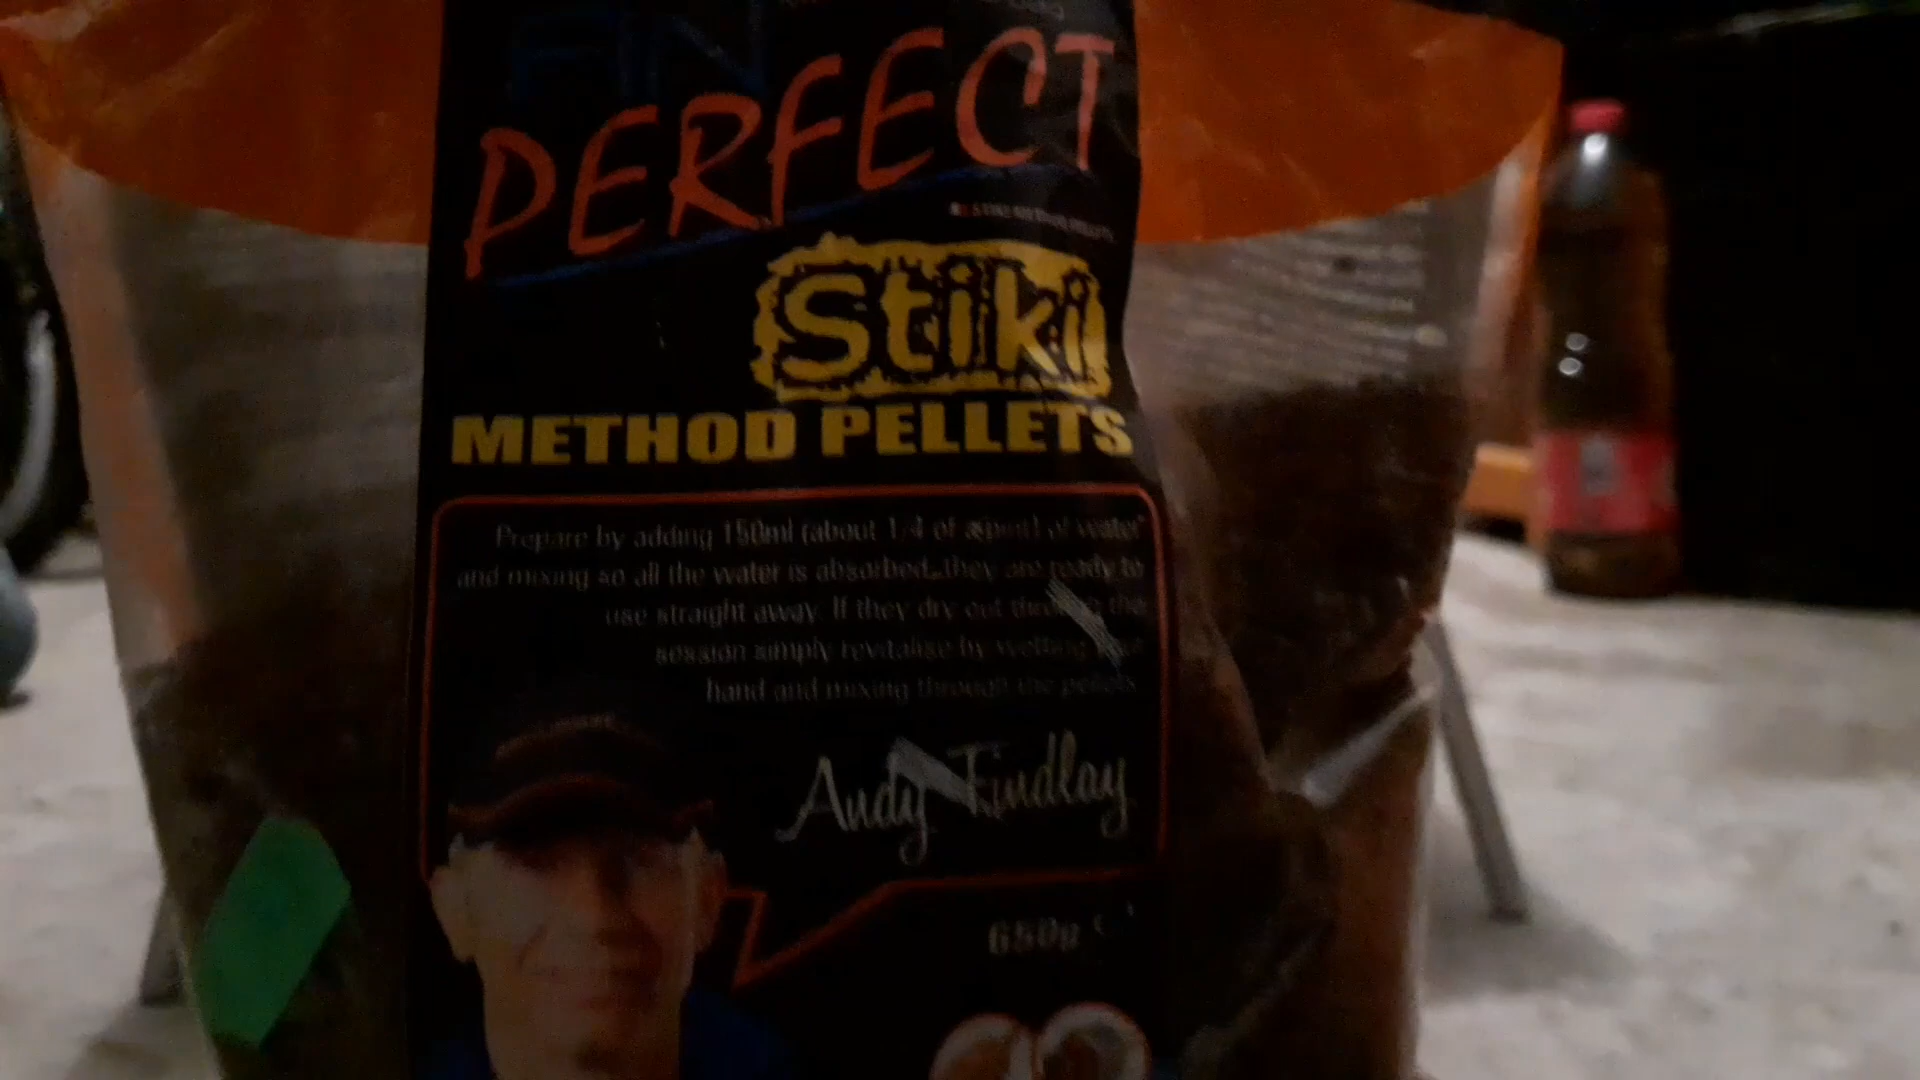 PERFECT
Stiki
METHOD PELLETS
Prepare by adding 150ml (about 1/4 of a pint) of water
and mixing so all the water is absorbed..they are ready to
use straight away. If they dry out through the
session simply revitalise by wetting your
hand and mixing through the pellets
Andy Findlay
650g